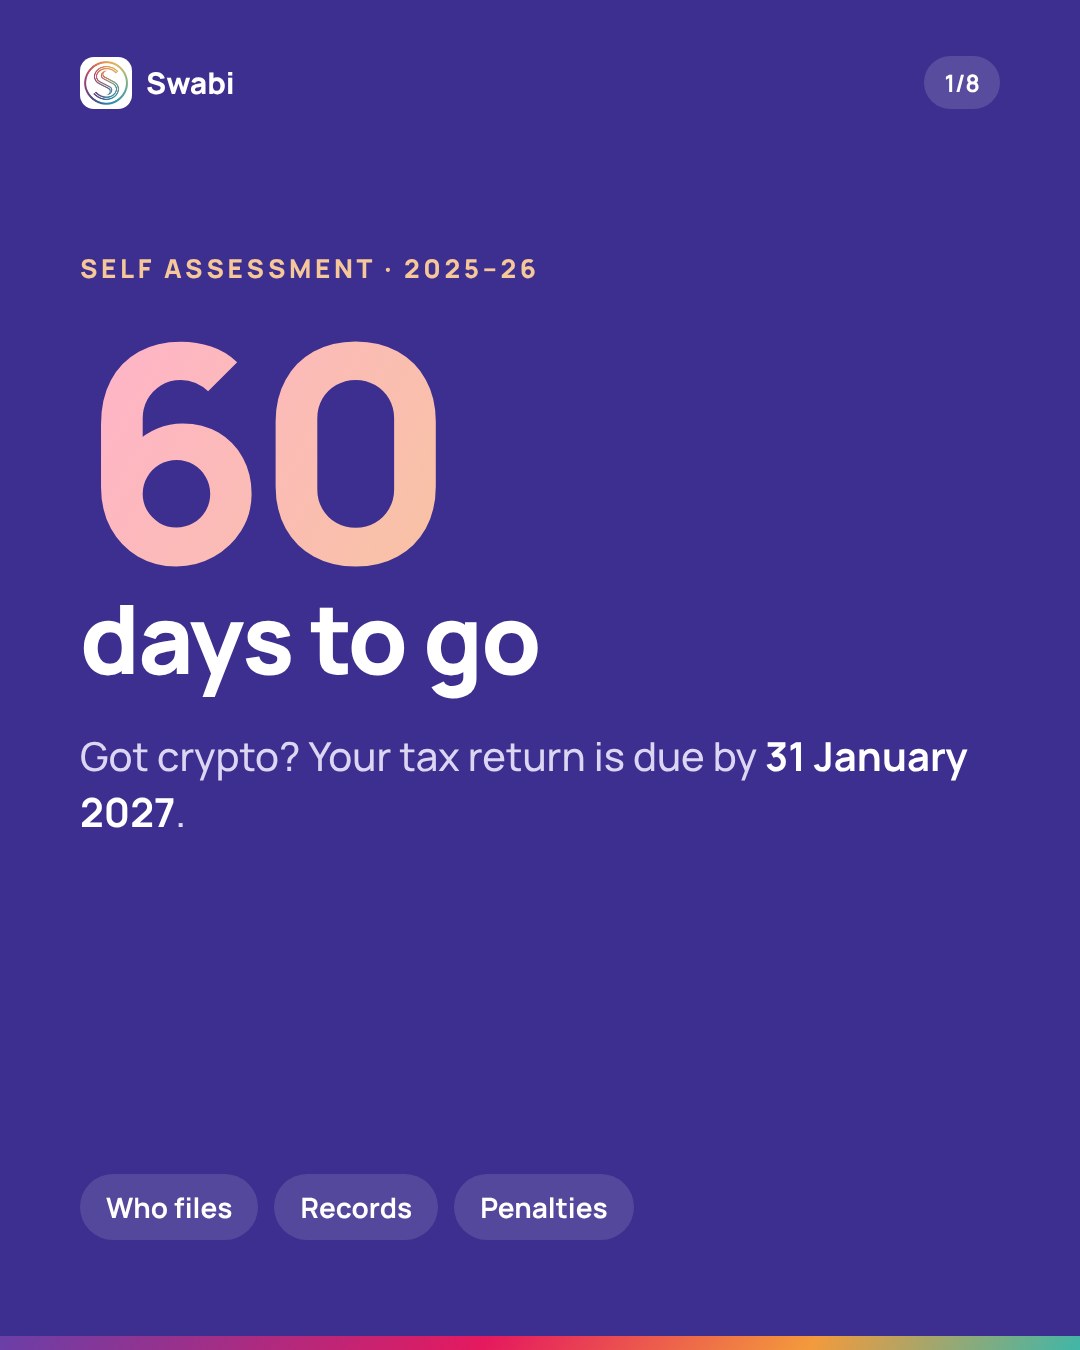 Swabi
1/8
SELF ASSESSMENT · 2025–26
60
days to go
Got crypto? Your tax return is due by 31 January
2027.
Who files
Records
Penalties